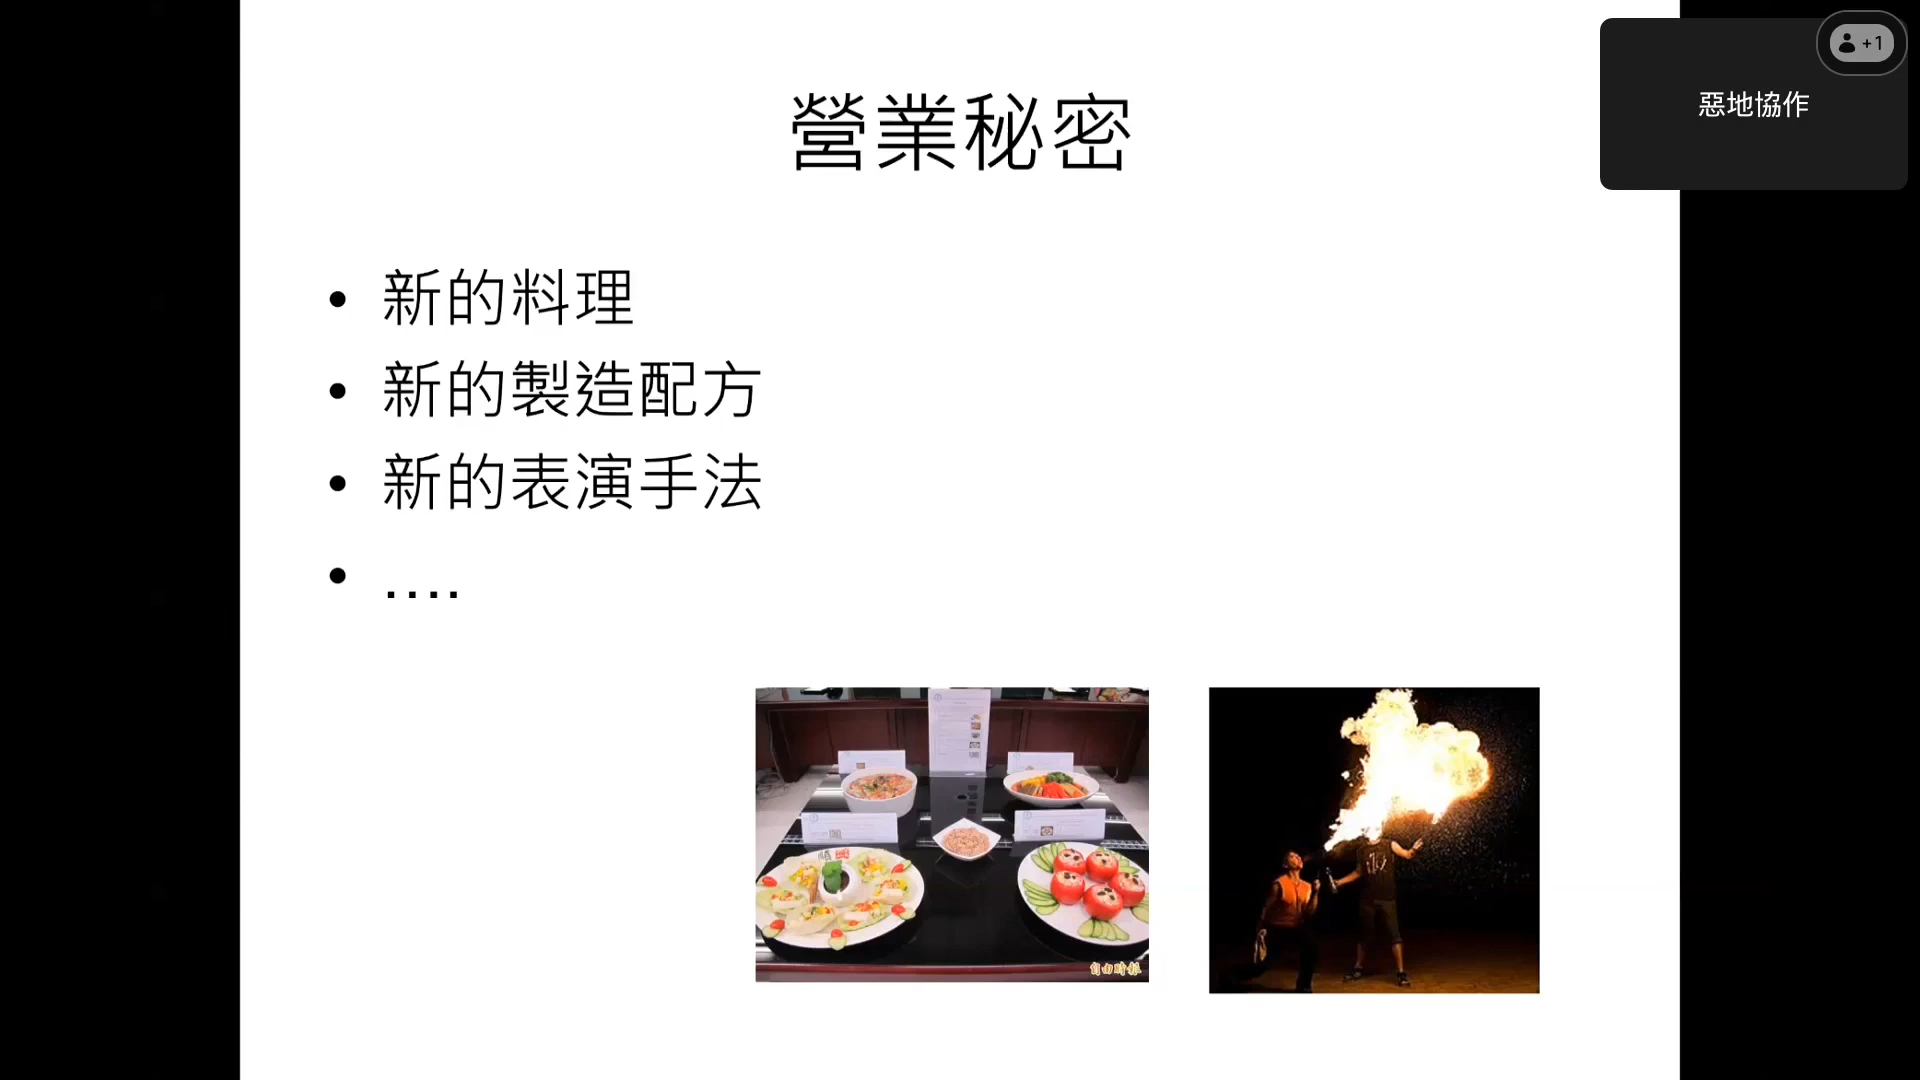 營業秘密
+1
惡地協作
• 新的料理
• 新的製造配方
• 新的表演手法
• ....
自由時報